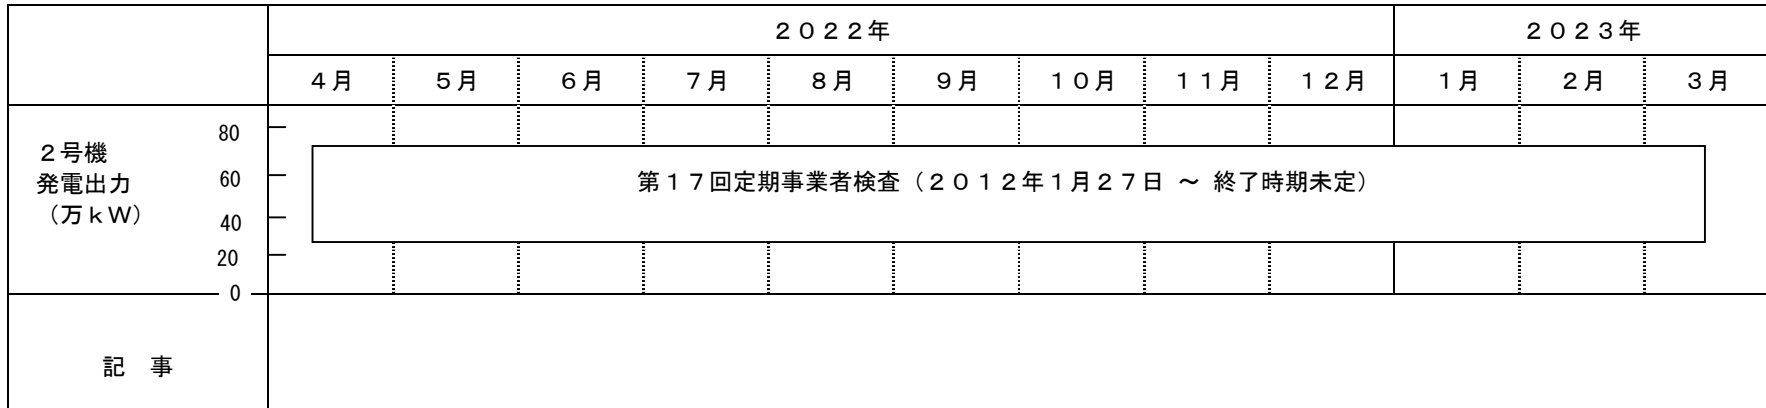 ２０２２年 ２０２３年
４月 ５月 ６月 ７月 ８月 ９月 １０月 １１月 １２月 １月 ２月 ３月
２号機
発電出力
（万ｋＷ）
80
60
40
20
0
第１７回定期事業者検査（２０１２年１月２７日 ～ 終了時期未定）
記　事